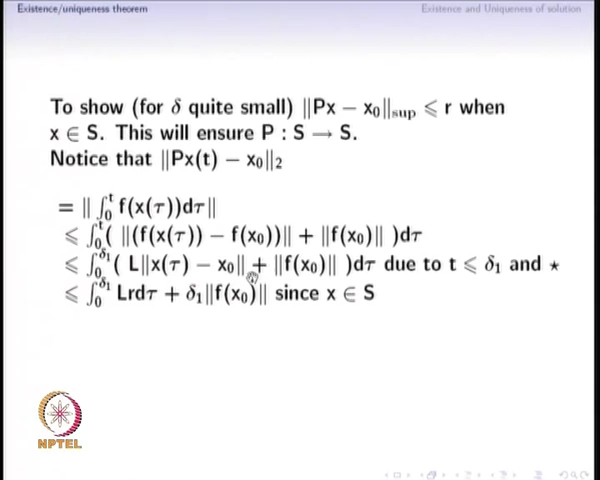 Existence/uniqueness theorem
Existence and Uniqueness of solution
To show (for δ quite small) ||Px − x₀||sup ⩽ r when
x ∈ S. This will ensure P : S → S.
Notice that ||Px(t) − x₀||₂
= || ∫₀ᵗ f(x(τ))dτ||
⩽ ∫₀ᵗ( ||(f(x(τ)) − f(x₀))|| + ||f(x₀)|| )dτ
⩽ ∫₀^δ₁( L||x(τ) − x₀|| + ||f(x₀)|| )dτ due to t ⩽ δ₁ and ⋆
⩽ ∫₀^δ₁ Lrdτ + δ₁||f(x₀)|| since x ∈ S
NPTEL